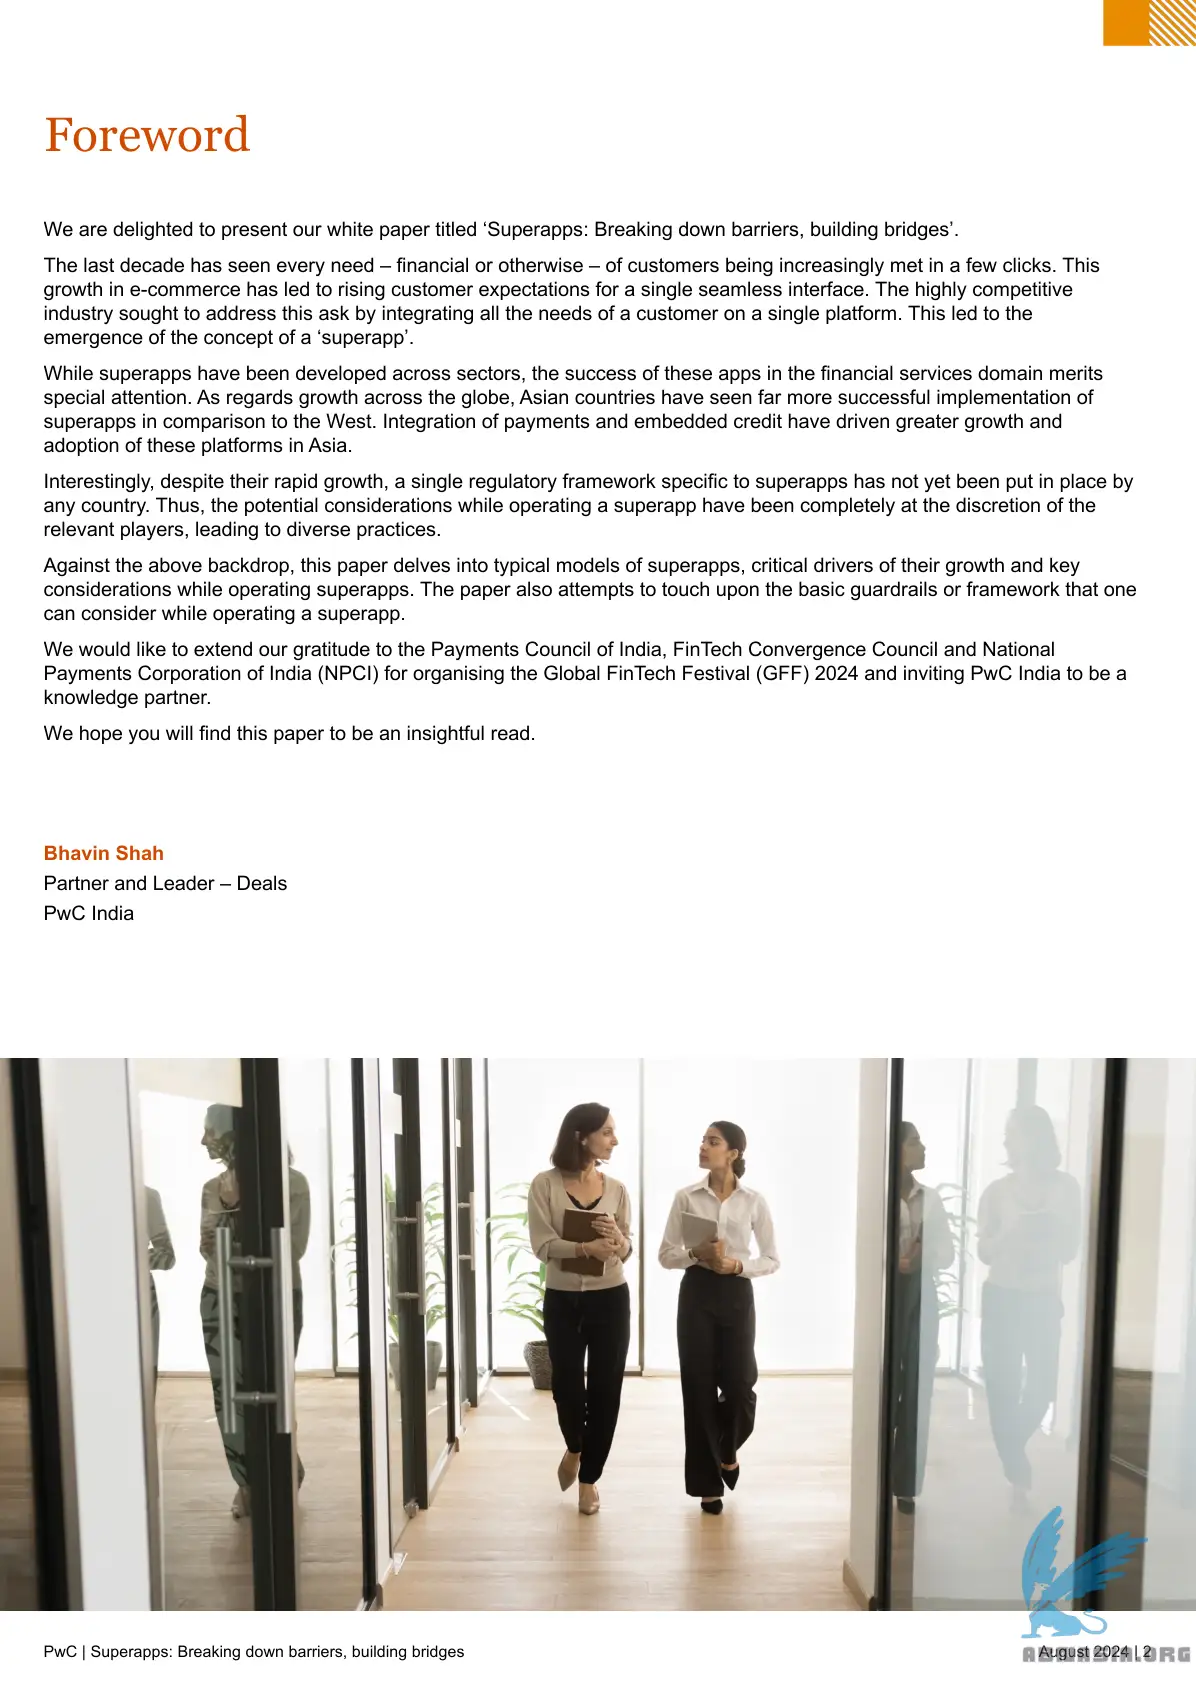 Foreword
We are delighted to present our white paper titled ‘Superapps: Breaking down barriers, building bridges’.
The last decade has seen every need – financial or otherwise – of customers being increasingly met in a few clicks. This
growth in e-commerce has led to rising customer expectations for a single seamless interface. The highly competitive
industry sought to address this ask by integrating all the needs of a customer on a single platform. This led to the
emergence of the concept of a ‘superapp’.
While superapps have been developed across sectors, the success of these apps in the financial services domain merits
special attention. As regards growth across the globe, Asian countries have seen far more successful implementation of
superapps in comparison to the West. Integration of payments and embedded credit have driven greater growth and
adoption of these platforms in Asia.
Interestingly, despite their rapid growth, a single regulatory framework specific to superapps has not yet been put in place by
any country. Thus, the potential considerations while operating a superapp have been completely at the discretion of the
relevant players, leading to diverse practices.
Against the above backdrop, this paper delves into typical models of superapps, critical drivers of their growth and key
considerations while operating superapps. The paper also attempts to touch upon the basic guardrails or framework that one
can consider while operating a superapp.
We would like to extend our gratitude to the Payments Council of India, FinTech Convergence Council and National
Payments Corporation of India (NPCI) for organising the Global FinTech Festival (GFF) 2024 and inviting PwC India to be a
knowledge partner.
We hope you will find this paper to be an insightful read.
Bhavin Shah
Partner and Leader – Deals
PwC India
PwC | Superapps: Breaking down barriers, building bridges
August 2024 | 2